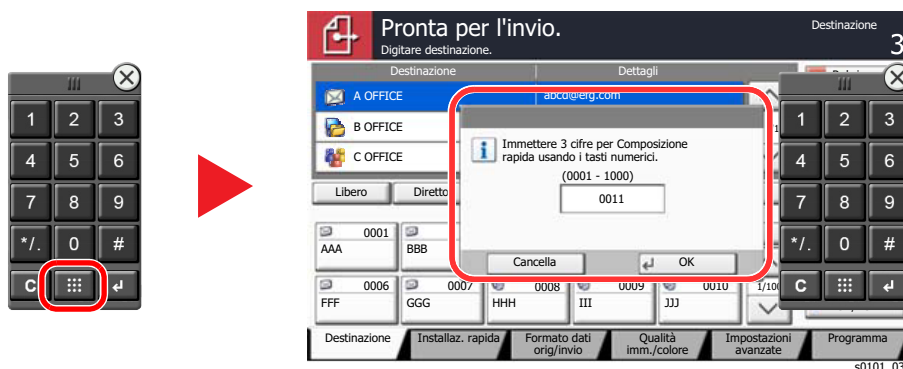 1 2 3
4 5 6
7 8 9
*/. 0 #
C
Pronta per l'invio.
Digitare destinazione.
Destinazione
3
Destinazione Dettagli
A OFFICE abcd@efg.com
B OFFICE
C OFFICE
Immettere 3 cifre per Composizione
rapida usando i tasti numerici.
(0001 - 1000)
0011
Cancella OK
Libero
0001
AAA BBB
0006 0007 0008 0009 0010 1/100
FFF GGG HHH III JJJ
1 2 3
4 5 6
7 8 9
*/. 0 #
C
Destinazione Installaz. rapida Formato dati
orig/invio Qualità
imm./colore Impostazioni
avanzate Programma